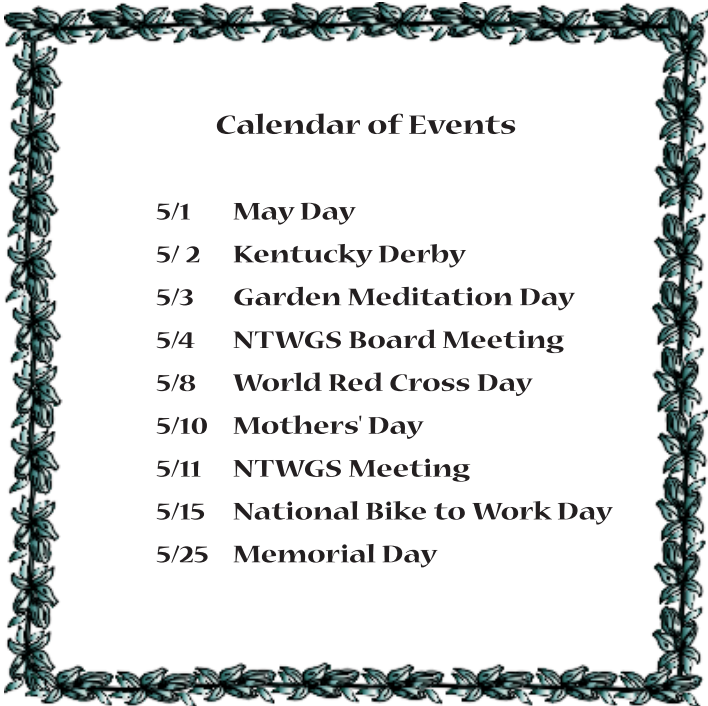 Calendar of Events
5/1 May Day
5/ 2 Kentucky Derby
5/3 Garden Meditation Day
5/4 NTWGS Board Meeting
5/8 World Red Cross Day
5/10 Mothers' Day
5/11 NTWGS Meeting
5/15 National Bike to Work Day
5/25 Memorial Day